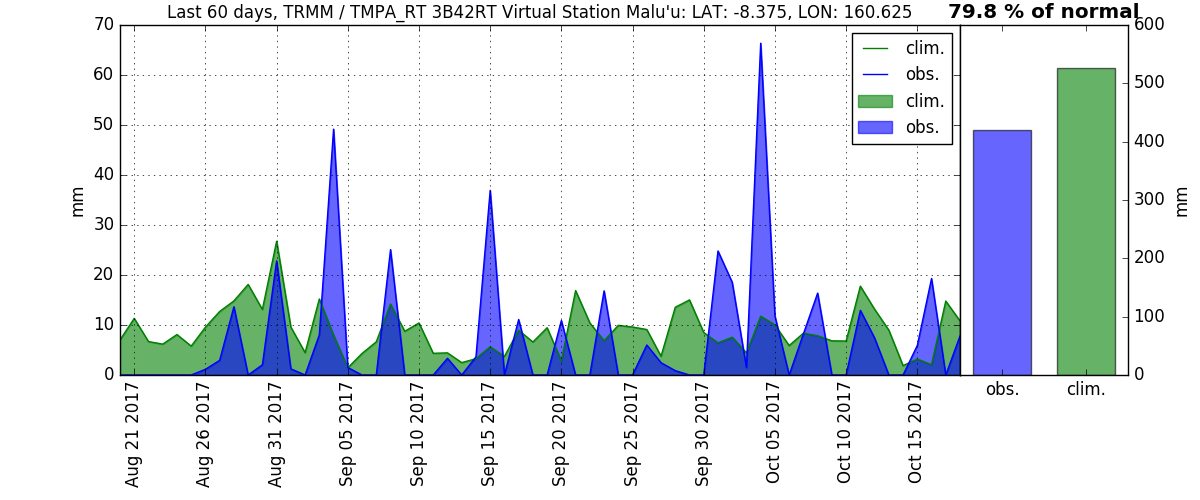 Last 60 days, TRMM / TMPA_RT 3B42RT Virtual Station Malu'u: LAT: -8.375, LON: 160.625
79.8 % of normal
70
60
50
40
30
20
10
0
mm
clim.
obs.
clim.
obs.
600
500
400
300
200
100
0
mm
obs.
clim.
Aug 21 2017
Aug 26 2017
Aug 31 2017
Sep 05 2017
Sep 10 2017
Sep 15 2017
Sep 20 2017
Sep 25 2017
Sep 30 2017
Oct 05 2017
Oct 10 2017
Oct 15 2017